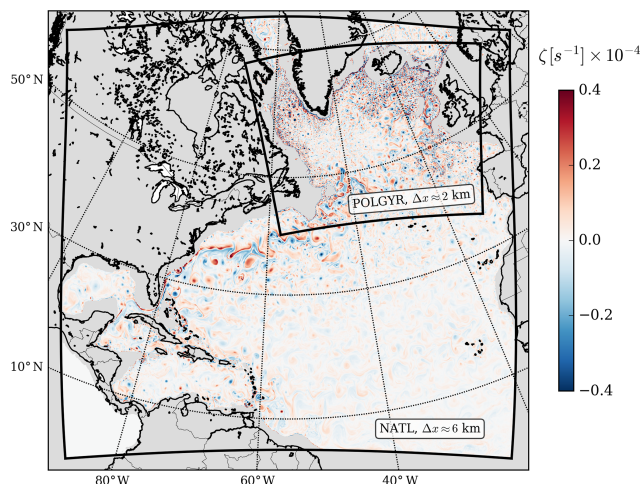 ζ [s⁻¹] × 10⁻⁴
50° N
0.4
0.2
POLGYR, Δx ≈ 2 km
30° N
0.0
−0.2
10° N
−0.4
NATL, Δx ≈ 6 km
80° W
60° W
40° W